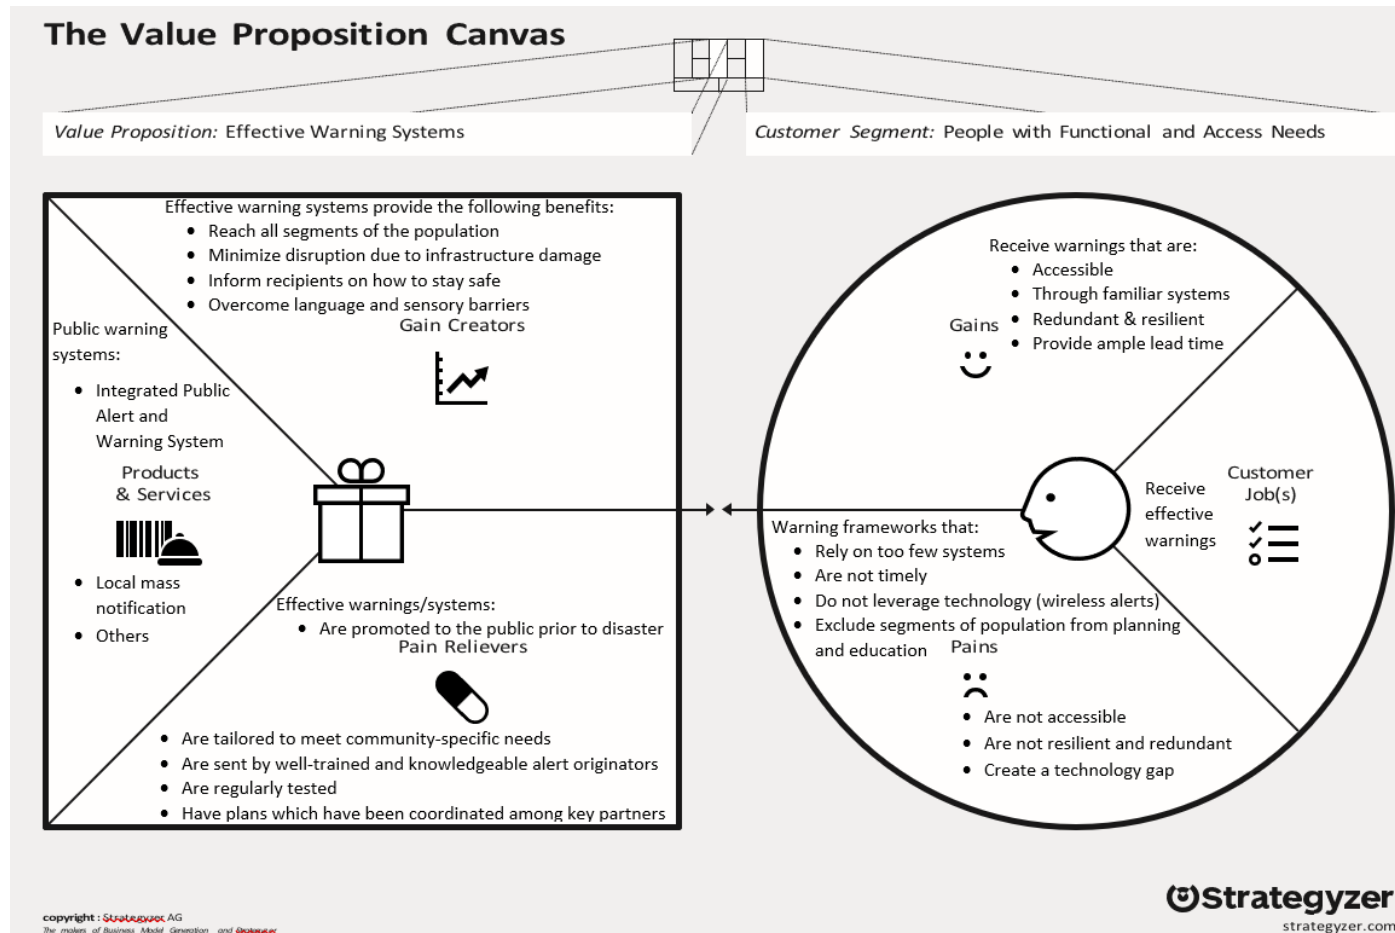 The Value Proposition Canvas
Value Proposition: Effective Warning Systems
Customer Segment: People with Functional and Access Needs
Effective warning systems provide the following benefits:
• Reach all segments of the population
• Minimize disruption due to infrastructure damage
• Inform recipients on how to stay safe
• Overcome language and sensory barriers
Gain Creators
Public warning
systems:
• Integrated Public
Alert and
Warning System
Products
& Services
• Local mass
notification
• Others
Effective warnings/systems:
• Are promoted to the public prior to disaster
Pain Relievers
• Are tailored to meet community-specific needs
• Are sent by well-trained and knowledgeable alert originators
• Are regularly tested
• Have plans which have been coordinated among key partners
Receive warnings that are:
• Accessible
• Through familiar systems
• Redundant & resilient
• Provide ample lead time
Gains
Customer
Job(s)
Receive
effective
warnings
Warning frameworks that:
• Rely on too few systems
• Are not timely
• Do not leverage technology (wireless alerts)
• Exclude segments of population from planning
and education
Pains
• Are not accessible
• Are not resilient and redundant
• Create a technology gap
copyright : Strategyzer AG
The makers of Business Model Generation and Strategyzer
Strategyzer
strategyzer.com